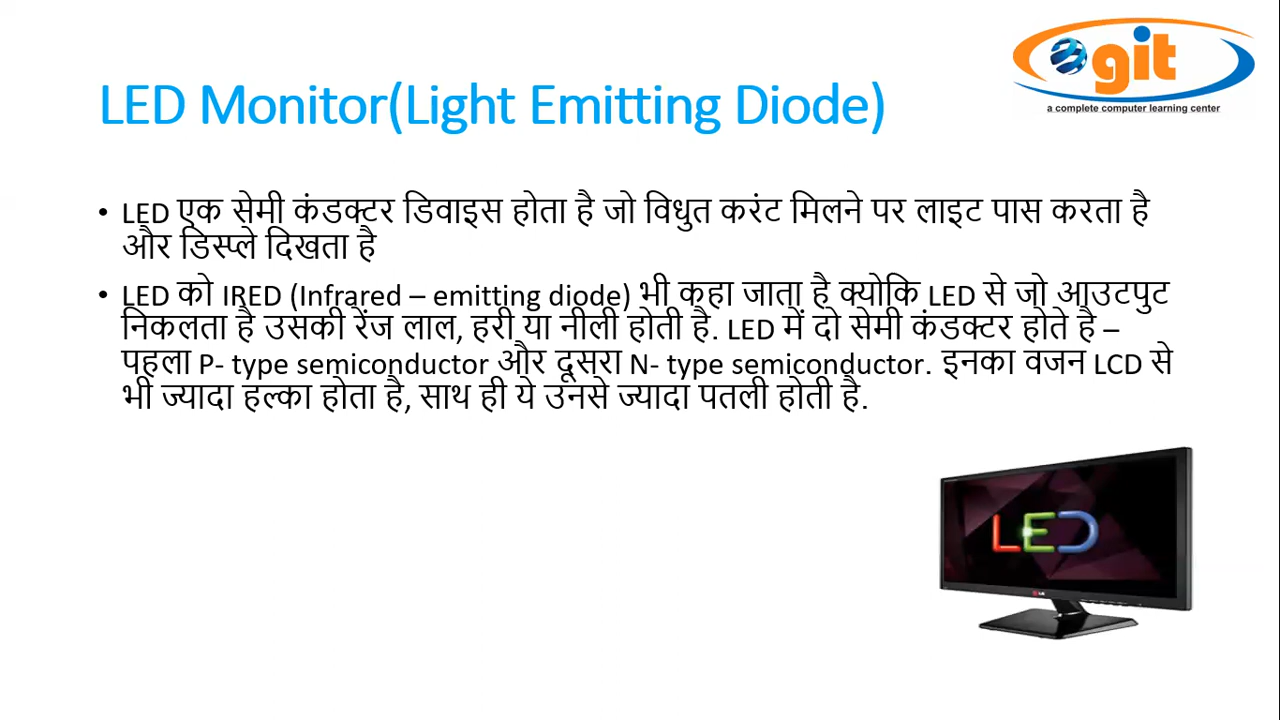 egit
a complete computer learning center
LED Monitor(Light Emitting Diode)
• LED एक सेमी कंडक्टर डिवाइस होता है जो विधुत करंट मिलने पर लाइट पास करता है
और डिस्प्ले दिखता है
• LED को IRED (Infrared – emitting diode) भी कहा जाता है क्योकि LED से जो आउटपुट
निकलता है उसकी रेंज लाल, हरी या नीली होती है. LED में दो सेमी कंडक्टर होते है –
पहला P- type semiconductor और दूसरा N- type semiconductor. इनका वजन LCD से
भी ज्यादा हल्का होता है, साथ ही ये उनसे ज्यादा पतली होती है.
LED
LG